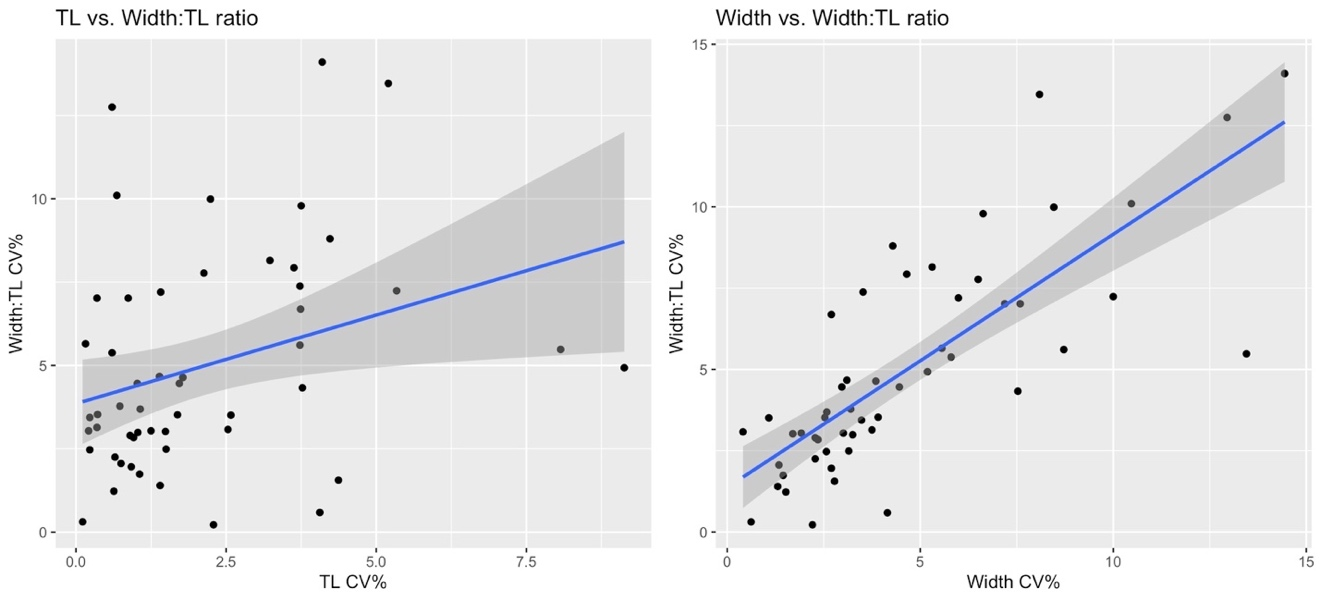 TL vs. Width:TL ratio
Width:TL CV%
10
5
0
0.0 2.5 5.0 7.5
TL CV%
Width vs. Width:TL ratio
Width:TL CV%
15
10
5
0
0 5 10 15
Width CV%